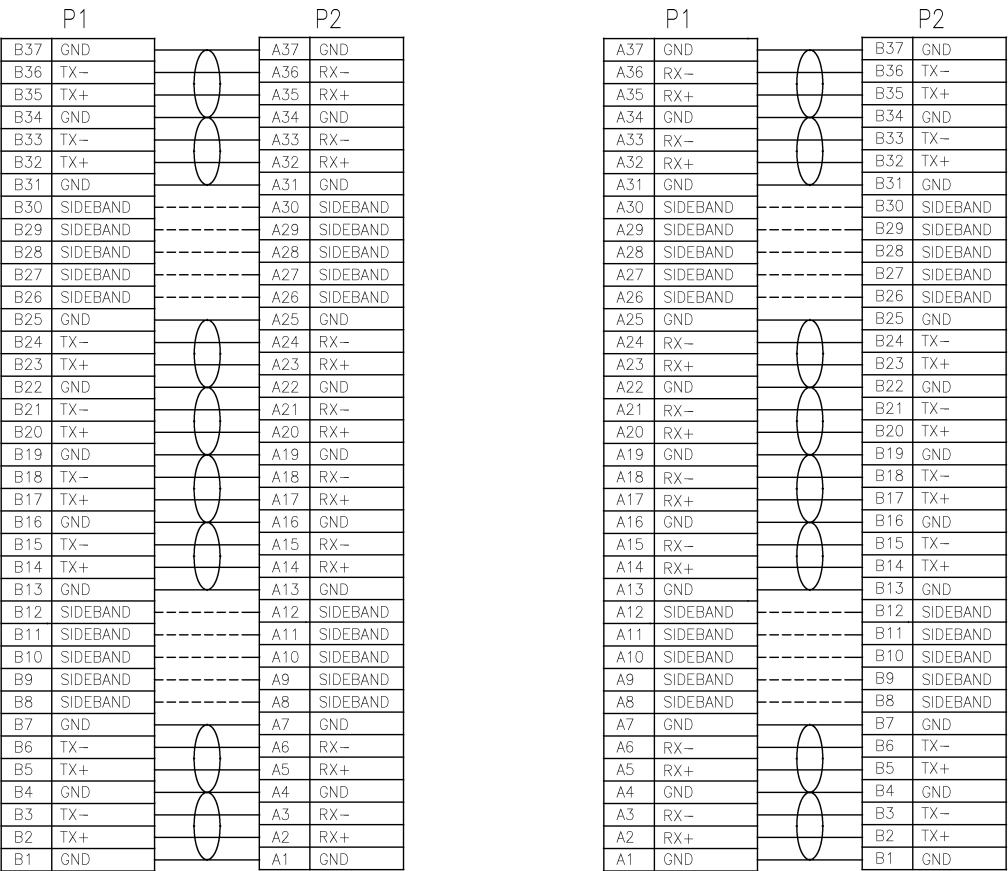 P1 P2 P1 P2
B37 GND A37 GND A37 GND B37 GND
B36 TX- A36 RX- A36 RX- B36 TX-
B35 TX+ A35 RX+ A35 RX+ B35 TX+
B34 GND A34 GND A34 GND B34 GND
B33 TX- A33 RX- A33 RX- B33 TX-
B32 TX+ A32 RX+ A32 RX+ B32 TX+
B31 GND A31 GND A31 GND B31 GND
B30 SIDEBAND A30 SIDEBAND A30 SIDEBAND B30 SIDEBAND
B29 SIDEBAND A29 SIDEBAND A29 SIDEBAND B29 SIDEBAND
B28 SIDEBAND A28 SIDEBAND A28 SIDEBAND B28 SIDEBAND
B27 SIDEBAND A27 SIDEBAND A27 SIDEBAND B27 SIDEBAND
B26 SIDEBAND A26 SIDEBAND A26 SIDEBAND B26 SIDEBAND
B25 GND A25 GND A25 GND B25 GND
B24 TX- A24 RX- A24 RX- B24 TX-
B23 TX+ A23 RX+ A23 RX+ B23 TX+
B22 GND A22 GND A22 GND B22 GND
B21 TX- A21 RX- A21 RX- B21 TX-
B20 TX+ A20 RX+ A20 RX+ B20 TX+
B19 GND A19 GND A19 GND B19 GND
B18 TX- A18 RX- A18 RX- B18 TX-
B17 TX+ A17 RX+ A17 RX+ B17 TX+
B16 GND A16 GND A16 GND B16 GND
B15 TX- A15 RX- A15 RX- B15 TX-
B14 TX+ A14 RX+ A14 RX+ B14 TX+
B13 GND A13 GND A13 GND B13 GND
B12 SIDEBAND A12 SIDEBAND A12 SIDEBAND B12 SIDEBAND
B11 SIDEBAND A11 SIDEBAND A11 SIDEBAND B11 SIDEBAND
B10 SIDEBAND A10 SIDEBAND A10 SIDEBAND B10 SIDEBAND
B9 SIDEBAND A9 SIDEBAND A9 SIDEBAND B9 SIDEBAND
B8 SIDEBAND A8 SIDEBAND A8 SIDEBAND B8 SIDEBAND
B7 GND A7 GND A7 GND B7 GND
B6 TX- A6 RX- A6 RX- B6 TX-
B5 TX+ A5 RX+ A5 RX+ B5 TX+
B4 GND A4 GND A4 GND B4 GND
B3 TX- A3 RX- A3 RX- B3 TX-
B2 TX+ A2 RX+ A2 RX+ B2 TX+
B1 GND A1 GND A1 GND B1 GND